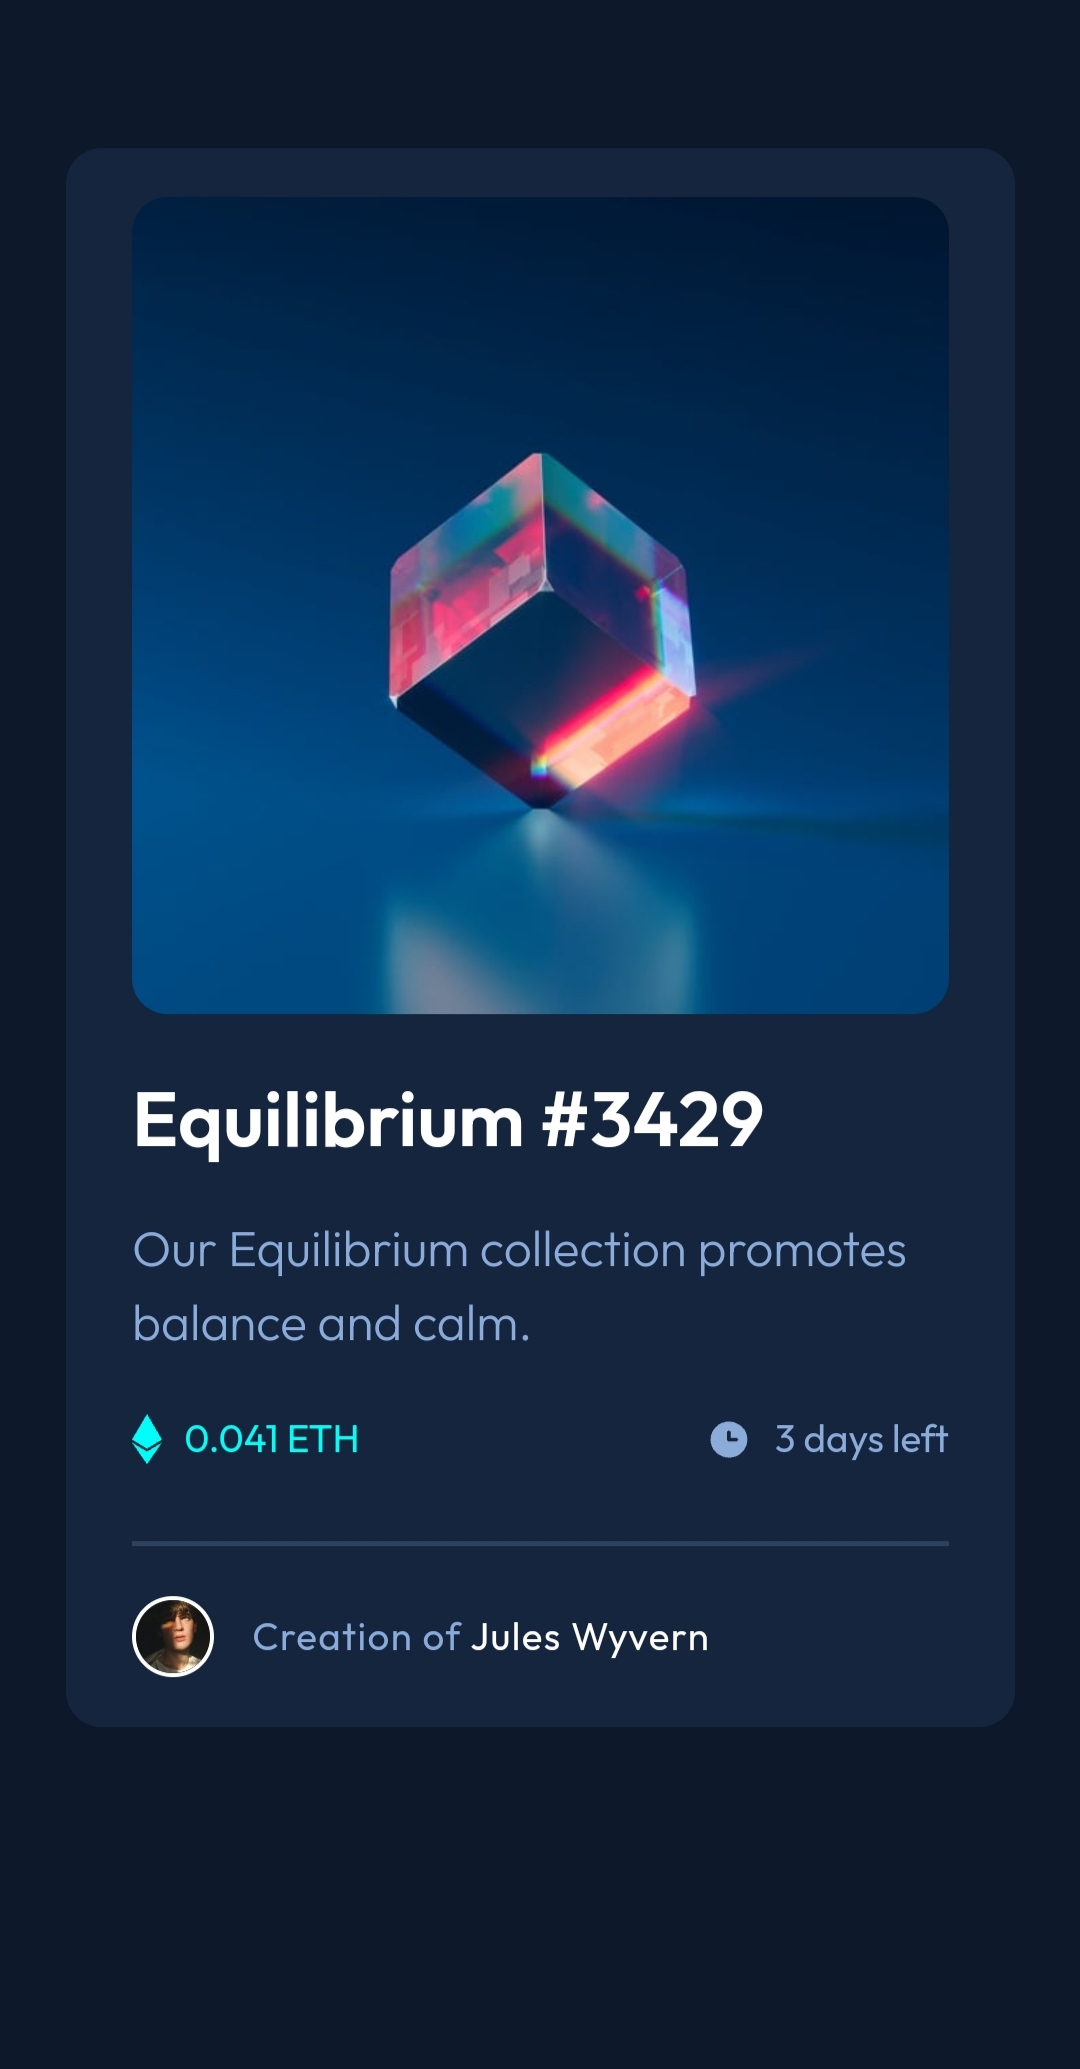 Equilibrium #3429
Our Equilibrium collection promotes
balance and calm.
0.041 ETH
3 days left
Creation of Jules Wyvern